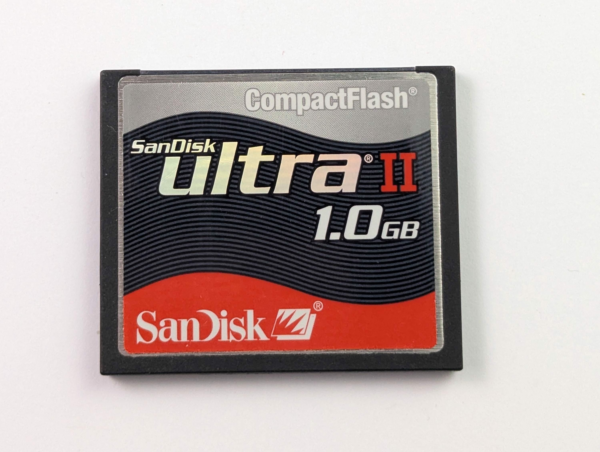 CompactFlash®
SanDisk
ultra® II
1.0GB
SanDisk®